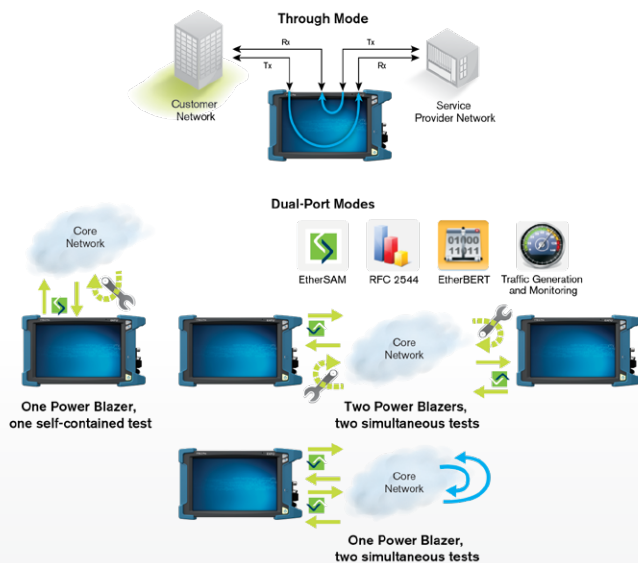 Through Mode
Rx
Tx
Tx
Rx
Customer
Network
Service
Provider Network
Dual-Port Modes
Core
Network
EtherSAM
RFC 2544
01000
11011
EtherBERT
Traffic Generation
and Monitoring
Core
Network
One Power Blazer,
one self-contained test
Two Power Blazers,
two simultaneous tests
Core
Network
One Power Blazer,
two simultaneous tests